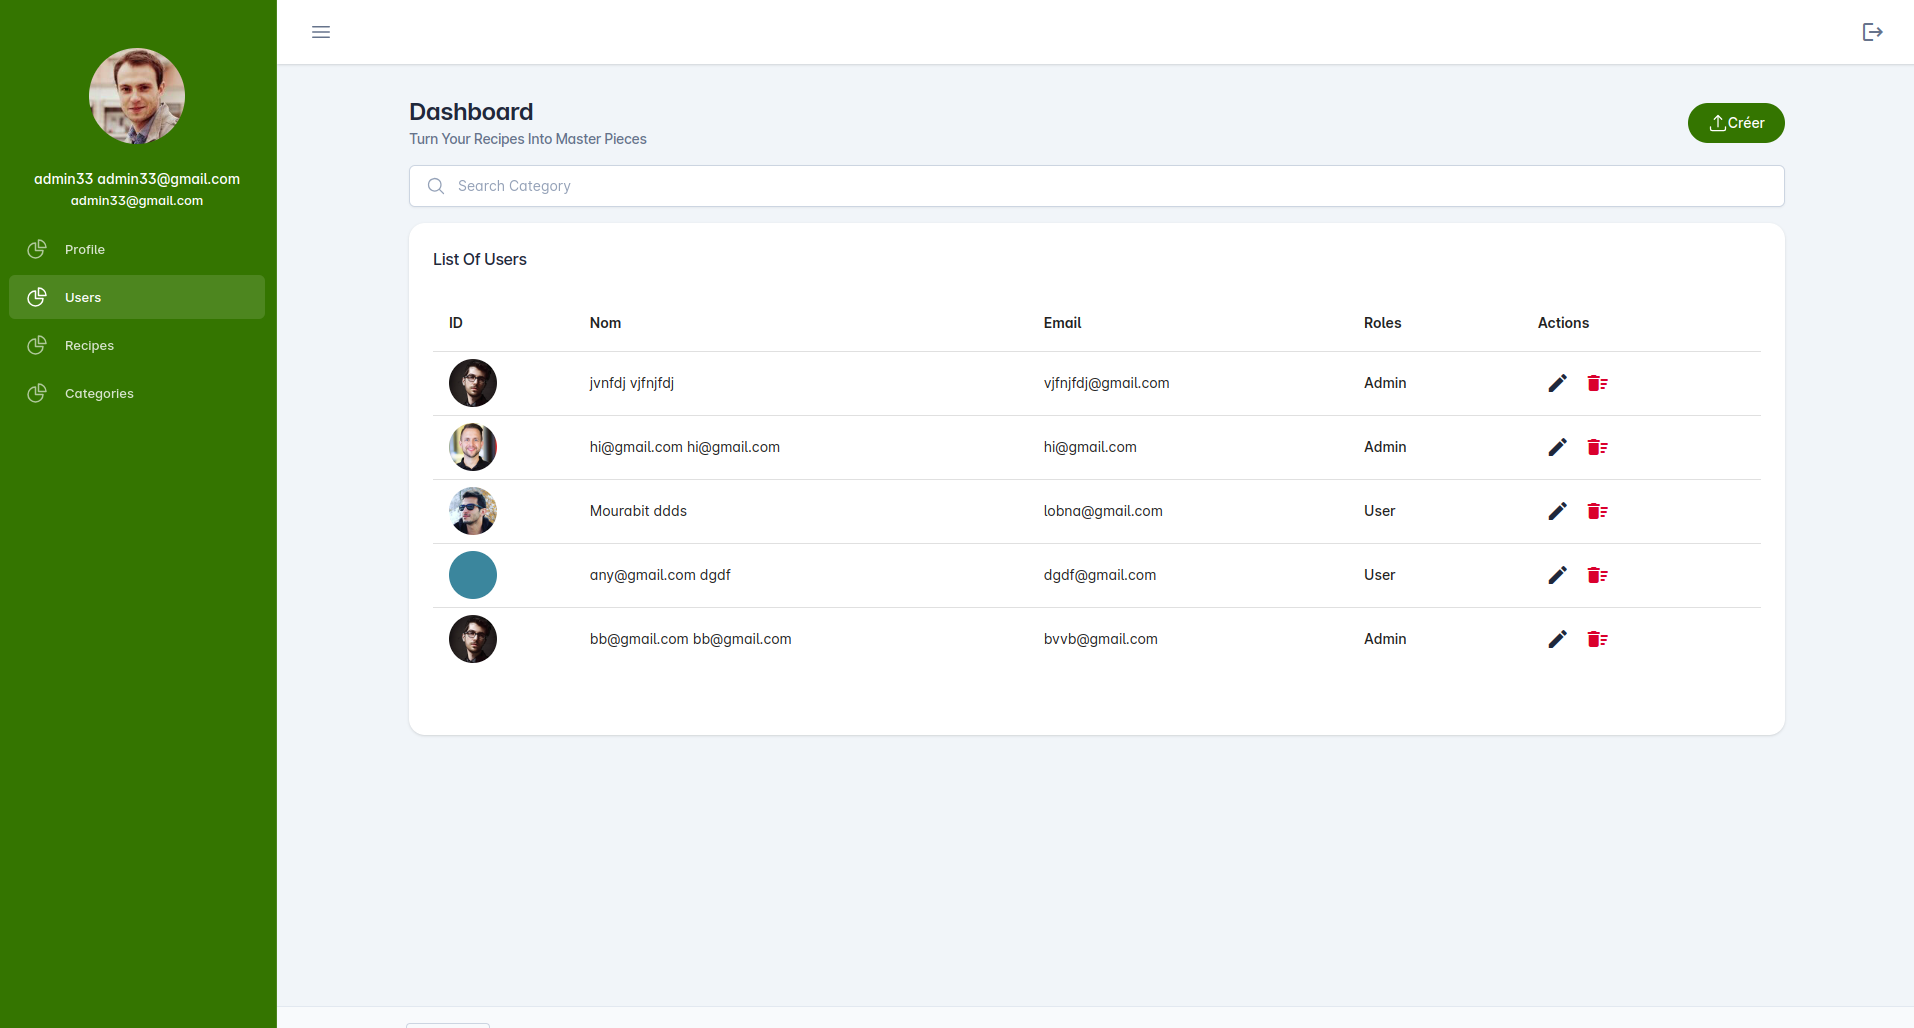 admin33 admin33@gmail.com
admin33@gmail.com
Profile
Users
Recipes
Categories
Dashboard
Turn Your Recipes Into Master Pieces
Créer
Search Category
List Of Users
ID Nom Email Roles Actions
jvnfdj vjfnjfdj vjfnjfdj@gmail.com Admin
hi@gmail.com hi@gmail.com hi@gmail.com Admin
Mourabit ddds lobna@gmail.com User
any@gmail.com dgdf dgdf@gmail.com User
bb@gmail.com bb@gmail.com bvvb@gmail.com Admin